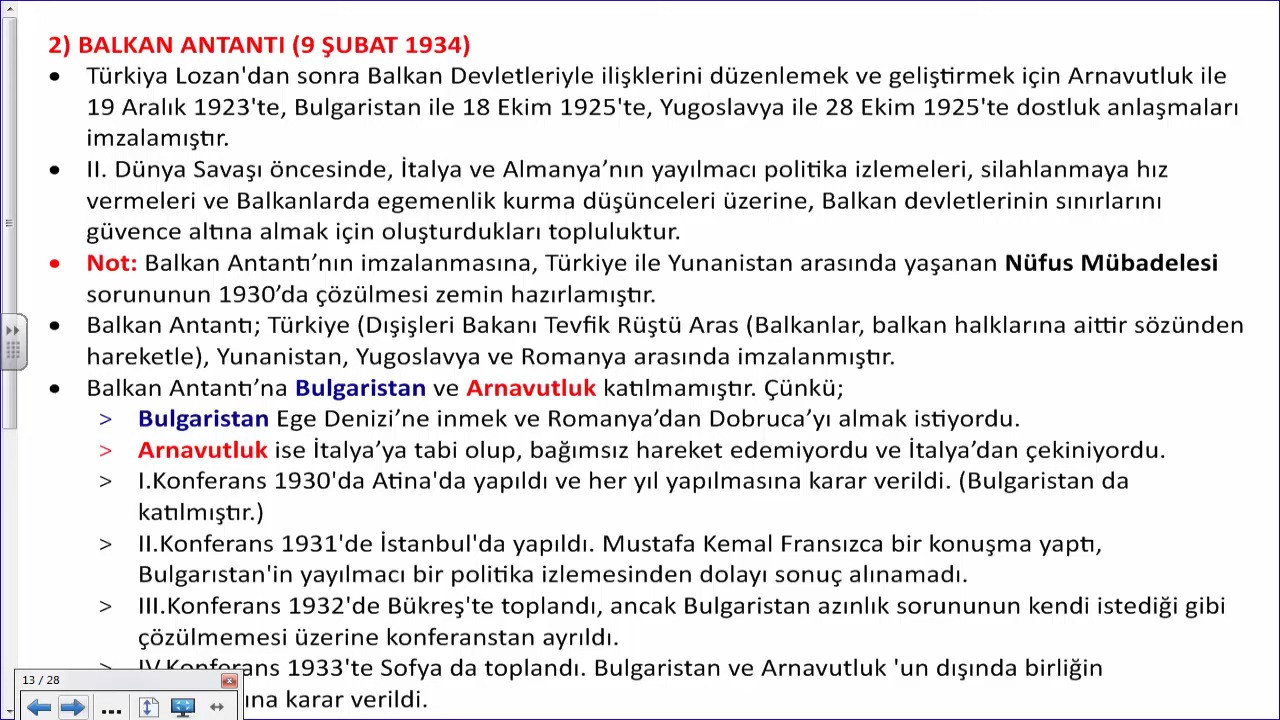 2) BALKAN ANTANTI (9 ŞUBAT 1934)
• Türkiya Lozan'dan sonra Balkan Devletleriyle ilişklerini düzenlemek ve geliştirmek için Arnavutluk ile
19 Aralık 1923'te, Bulgaristan ile 18 Ekim 1925'te, Yugoslavya ile 28 Ekim 1925'te dostluk anlaşmaları
imzalamıştır.
• II. Dünya Savaşı öncesinde, İtalya ve Almanya’nın yayılmacı politika izlemeleri, silahlanmaya hız
vermeleri ve Balkanlarda egemenlik kurma düşünceleri üzerine, Balkan devletlerinin sınırlarını
güvence altına almak için oluşturdukları topluluktur.
• Not: Balkan Antantı’nın imzalanmasına, Türkiye ile Yunanistan arasında yaşanan Nüfus Mübadelesi
sorununun 1930’da çözülmesi zemin hazırlamıştır.
• Balkan Antantı; Türkiye (Dışişleri Bakanı Tevfik Rüştü Aras (Balkanlar, balkan halklarına aittir sözünden
hareketle), Yunanistan, Yugoslavya ve Romanya arasında imzalanmıştır.
• Balkan Antantı’na Bulgaristan ve Arnavutluk katılmamıştır. Çünkü;
> Bulgaristan Ege Denizi’ne inmek ve Romanya’dan Dobruca’yı almak istiyordu.
> Arnavutluk ise İtalya’ya tabi olup, bağımsız hareket edemiyordu ve İtalya’dan çekiniyordu.
> I.Konferans 1930'da Atina'da yapıldı ve her yıl yapılmasına karar verildi. (Bulgaristan da
katılmıştır.)
> II.Konferans 1931'de İstanbul'da yapıldı. Mustafa Kemal Fransızca bir konuşma yaptı,
Bulgarıstan'in yayılmacı bir politika izlemesinden dolayı sonuç alınamadı.
> III.Konferans 1932'de Bükreş'te toplandı, ancak Bulgaristan azınlık sorununun kendi istediği gibi
çözülmemesi üzerine konferanstan ayrıldı.
> IV.Konferans 1933'te Sofya da toplandı. Bulgaristan ve Arnavutluk 'un dışında birliğin
karar verildi.
13 / 28